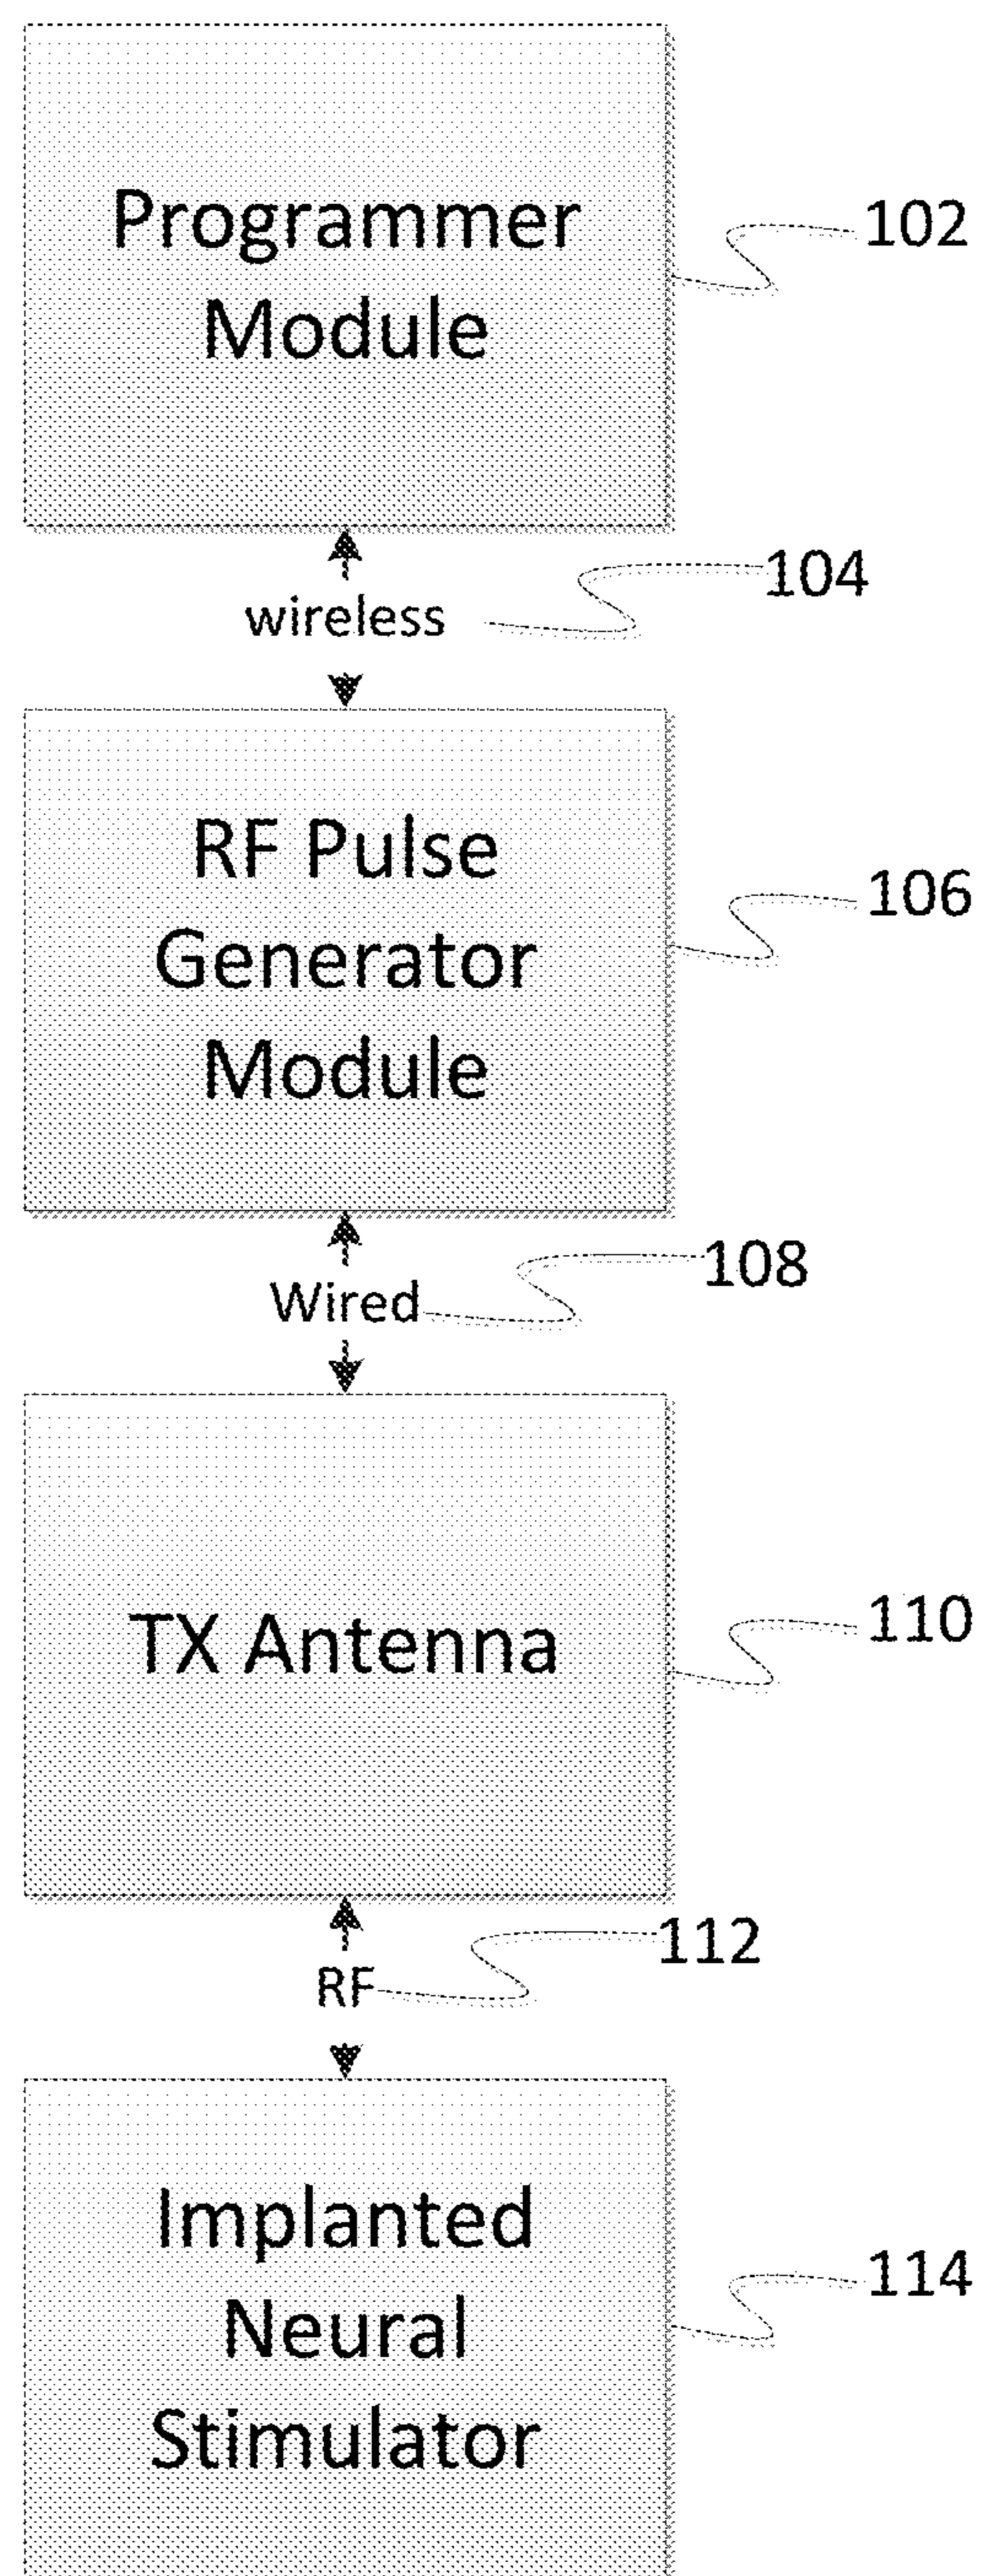 Programmer
Module
102
104
wireless
RF Pulse
Generator
Module
106
108
Wired
TX Antenna
110
112
RF
Implanted
Neural
Stimulator
114